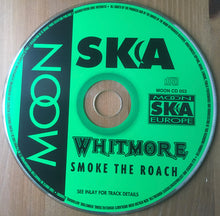 MOON
SKA
MOON CD 053
MOON
SKA
EUROPE
WHITMORE
SMOKE THE ROACH
SEE INLAY FOR TRACK DETAILS